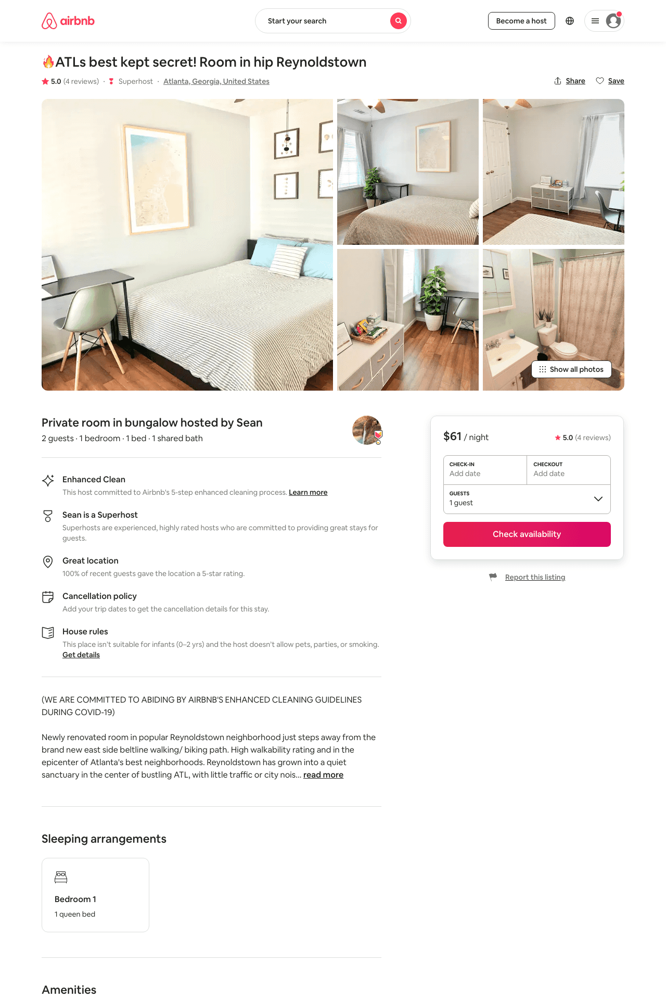 airbnb
Start your search
Become a host
🔥ATLs best kept secret! Room in hip Reynoldstown
5.0 (4 reviews) · Superhost · Atlanta, Georgia, United States
Share
Save
Show all photos
Private room in bungalow hosted by Sean
2 guests · 1 bedroom · 1 bed · 1 shared bath
Enhanced Clean
This host committed to Airbnb's 5-step enhanced cleaning process. Learn more
Sean is a Superhost
Superhosts are experienced, highly rated hosts who are committed to providing great stays for
guests.
Great location
100% of recent guests gave the location a 5-star rating.
Cancellation policy
Add your trip dates to get the cancellation details for this stay.
House rules
This place isn’t suitable for infants (0–2 yrs) and the host doesn’t allow pets, parties, or smoking.
Get details
$61 / night
5.0 (4 reviews)
CHECK-IN
Add date
CHECKOUT
Add date
GUESTS
1 guest
Check availability
Report this listing
(WE ARE COMMITTED TO ABIDING BY AIRBNB'S ENHANCED CLEANING GUIDELINES
DURING COVID-19)
Newly renovated room in popular Reynoldstown neighborhood just steps away from the
brand new east side beltline walking/ biking path. High walkability rating and in the
epicenter of Atlanta's best neighborhoods. Reynoldstown has grown into a quiet
sanctuary in the center of bustling ATL, with little traffic or city nois... read more
Sleeping arrangements
Bedroom 1
1 queen bed
Amenities